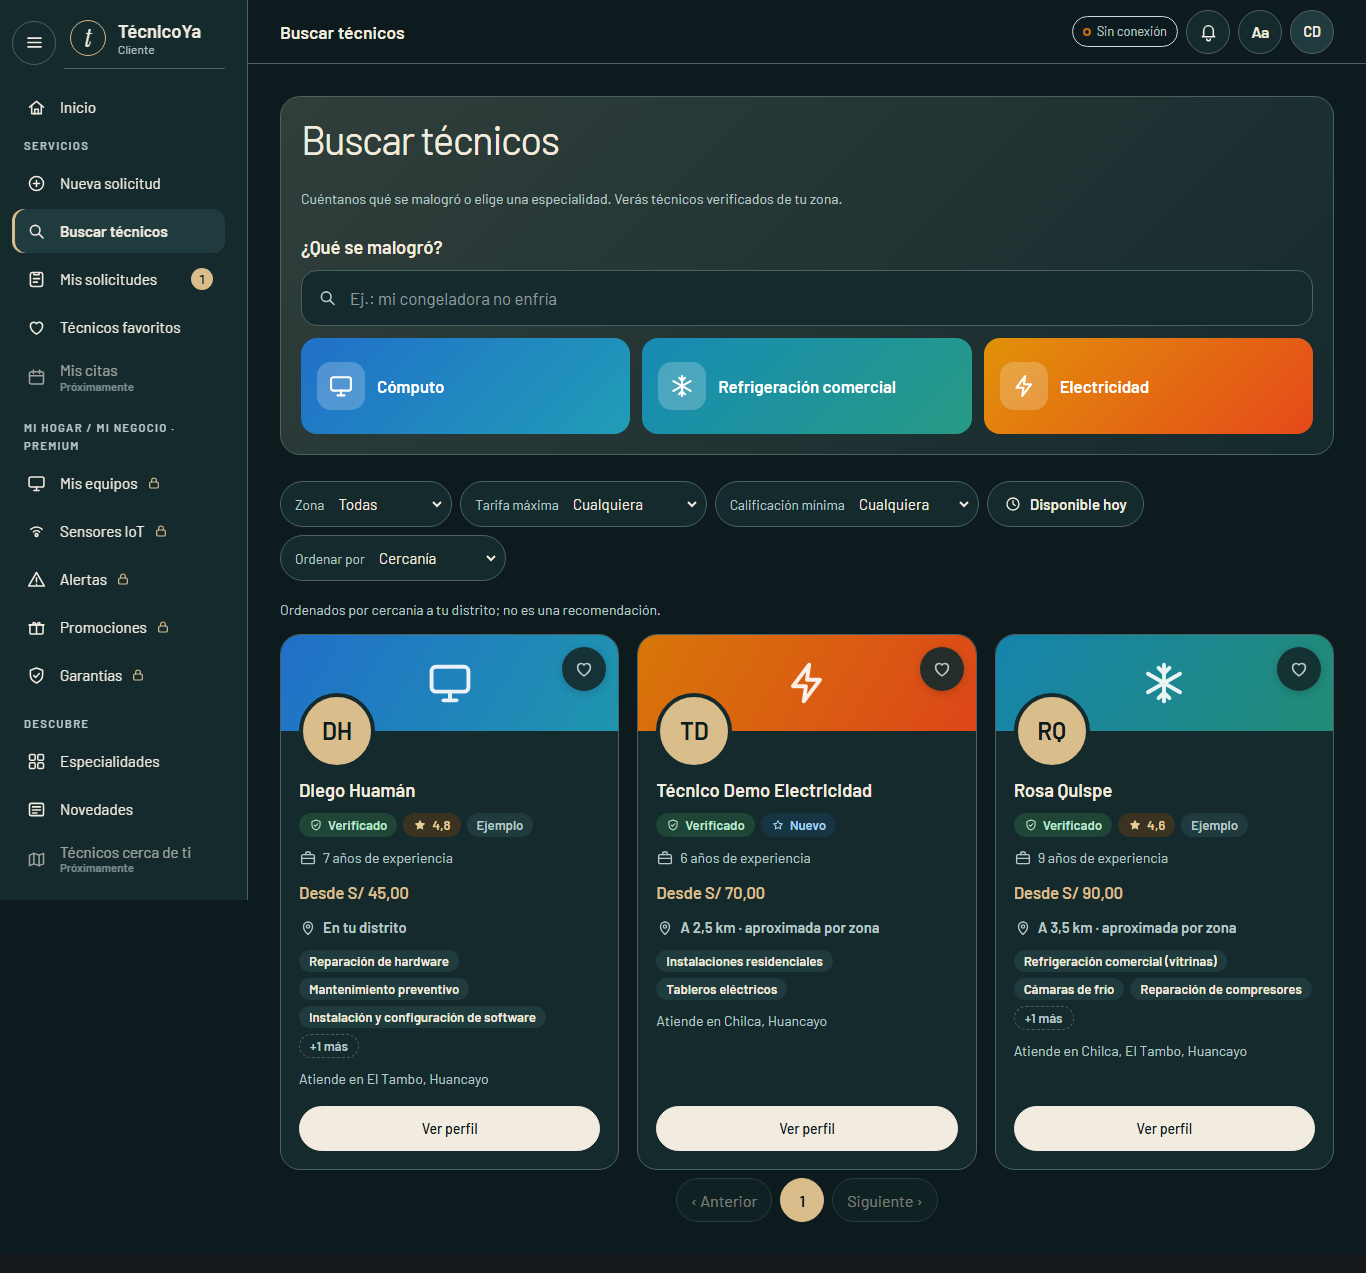 t
TécnicoYa
Cliente
Inicio
SERVICIOS
Nueva solicitud
Buscar técnicos
Mis solicitudes
1
Técnicos favoritos
Mis citas
Próximamente
MI HOGAR / MI NEGOCIO ·
PREMIUM
Mis equipos
Sensores IoT
Alertas
Promociones
Garantías
DESCUBRE
Especialidades
Novedades
Técnicos cerca de ti
Próximamente
Buscar técnicos
Sin conexión
Aa
CD
Buscar técnicos
Cuéntanos qué se malogró o elige una especialidad. Verás técnicos verificados de tu zona.
¿Qué se malogró?
Ej.: mi congeladora no enfría
Cómputo
Refrigeración comercial
Electricidad
Zona Todas
Tarifa máxima Cualquiera
Calificación mínima Cualquiera
Disponible hoy
Ordenar por Cercanía
Ordenados por cercanía a tu distrito; no es una recomendación.
DH
Diego Huamán
Verificado
4,8
Ejemplo
7 años de experiencia
Desde S/ 45,00
En tu distrito
Reparación de hardware
Mantenimiento preventivo
Instalación y configuración de software
+1 más
Atiende en El Tambo, Huancayo
Ver perfil
TD
Técnico Demo Electricidad
Verificado
Nuevo
6 años de experiencia
Desde S/ 70,00
A 2,5 km · aproximada por zona
Instalaciones residenciales
Tableros eléctricos
Atiende en Chilca, Huancayo
Ver perfil
RQ
Rosa Quispe
Verificado
4,6
Ejemplo
9 años de experiencia
Desde S/ 90,00
A 3,5 km · aproximada por zona
Refrigeración comercial (vitrinas)
Cámaras de frío
Reparación de compresores
+1 más
Atiende en Chilca, El Tambo, Huancayo
Ver perfil
‹ Anterior
1
Siguiente ›